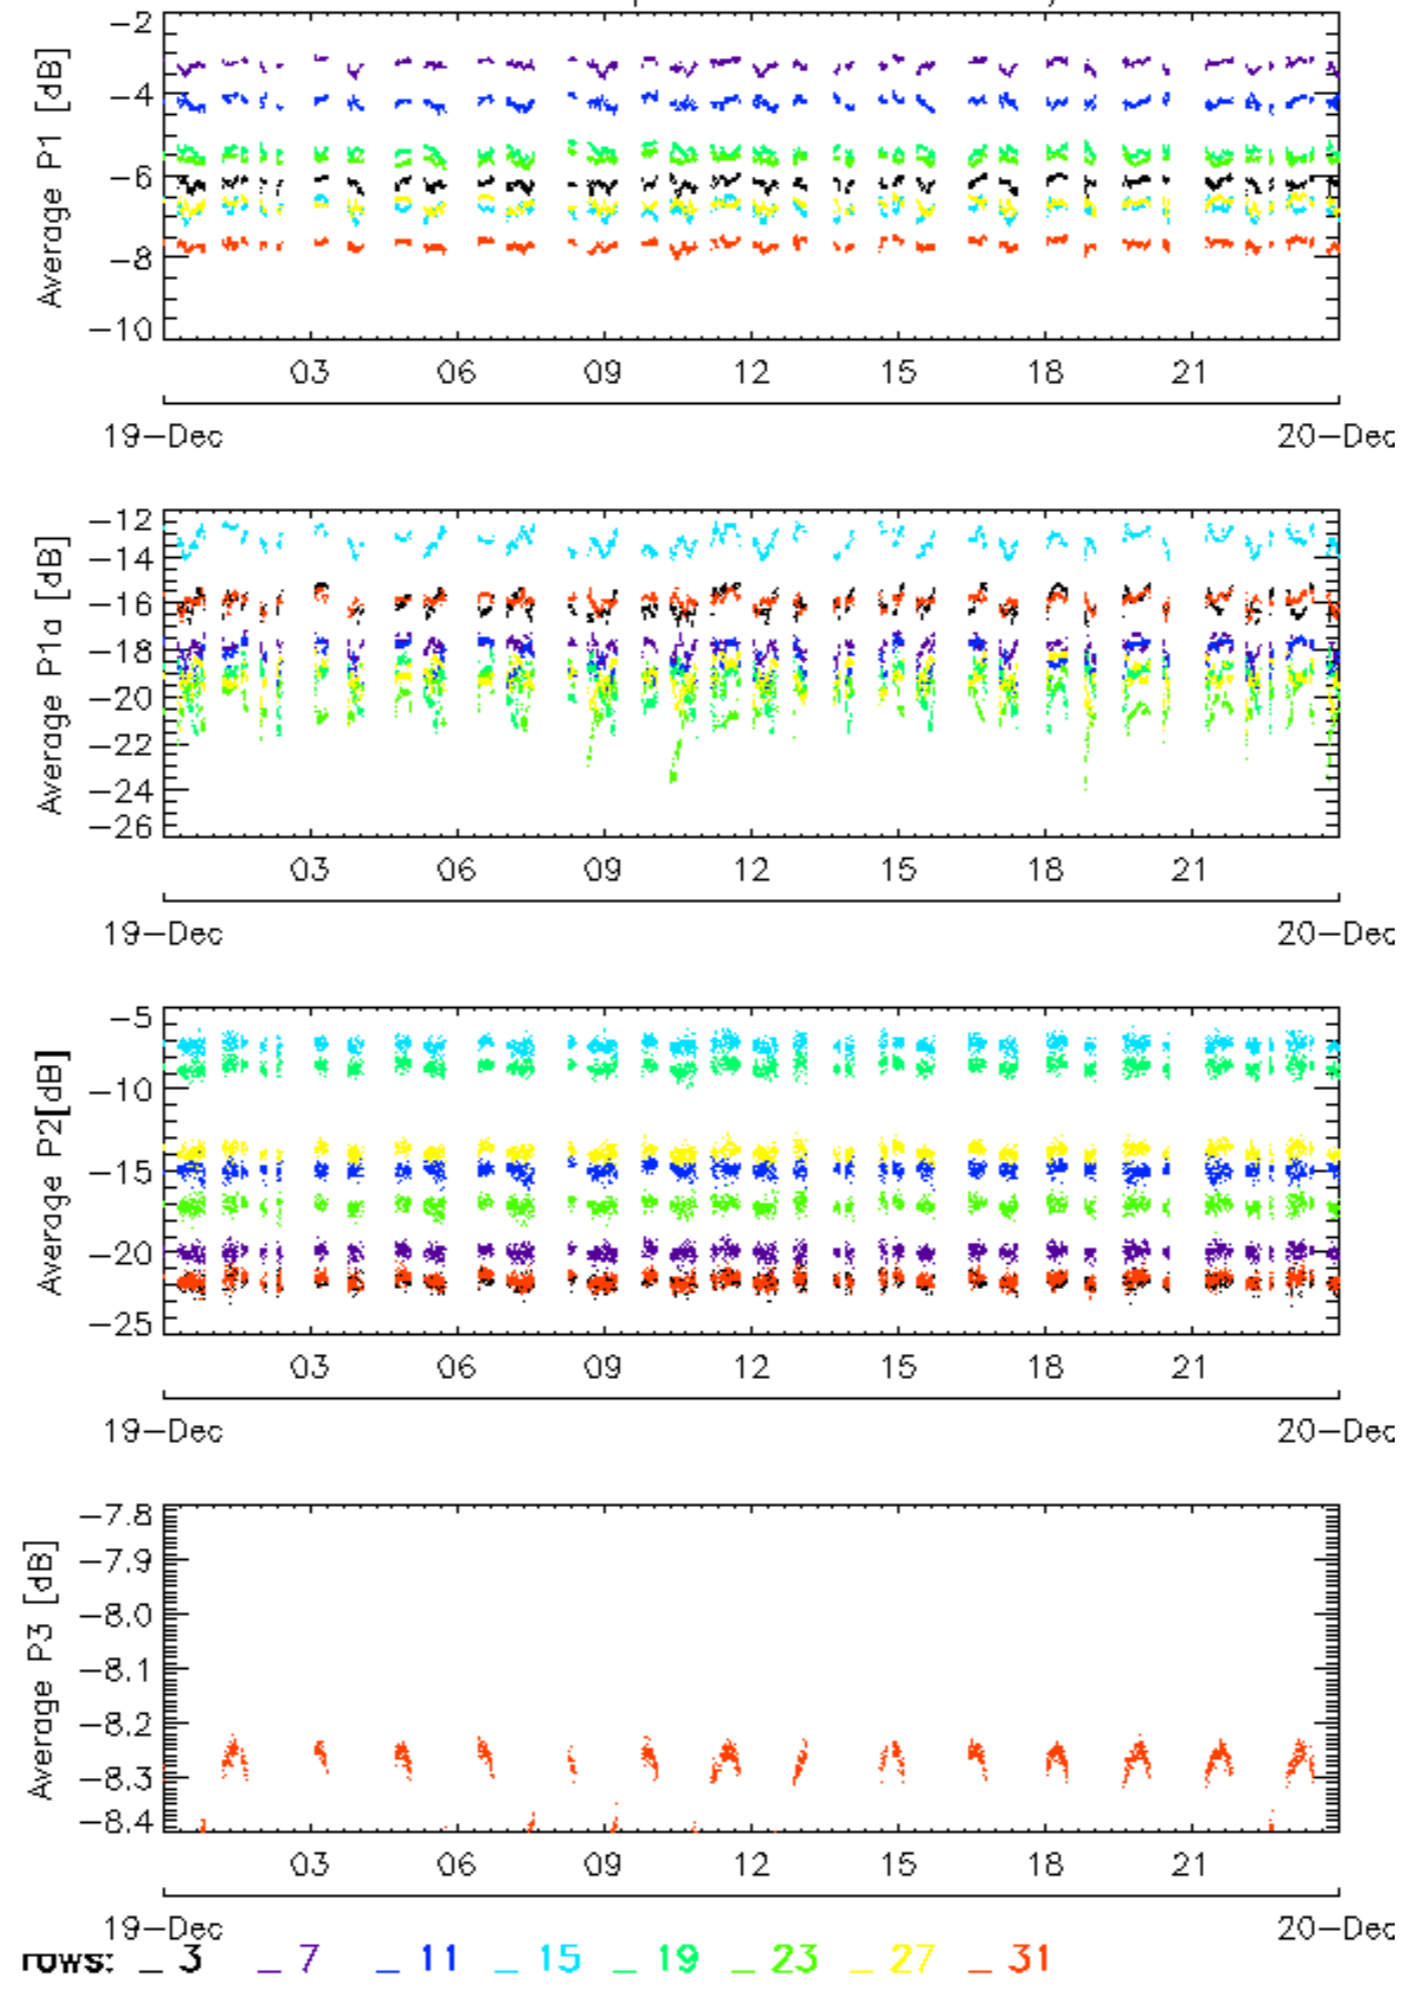 Average P1 [dB]
-2
-4
-6
-8
-10
03 06 09 12 15 18 21
19-Dec 20-Dec
Average P1a [dB]
-12
-14
-16
-18
-20
-22
-24
-26
03 06 09 12 15 18 21
19-Dec 20-Dec
Average P2[dB]
-5
-10
-15
-20
-25
03 06 09 12 15 18 21
19-Dec 20-Dec
Average P3 [dB]
-7.8
-7.9
-8.0
-8.1
-8.2
-8.3
-8.4
03 06 09 12 15 18 21
19-Dec 20-Dec
rows: _ 3 _ 7 _ 11 _ 15 _ 19 _ 23 _ 27 _ 31